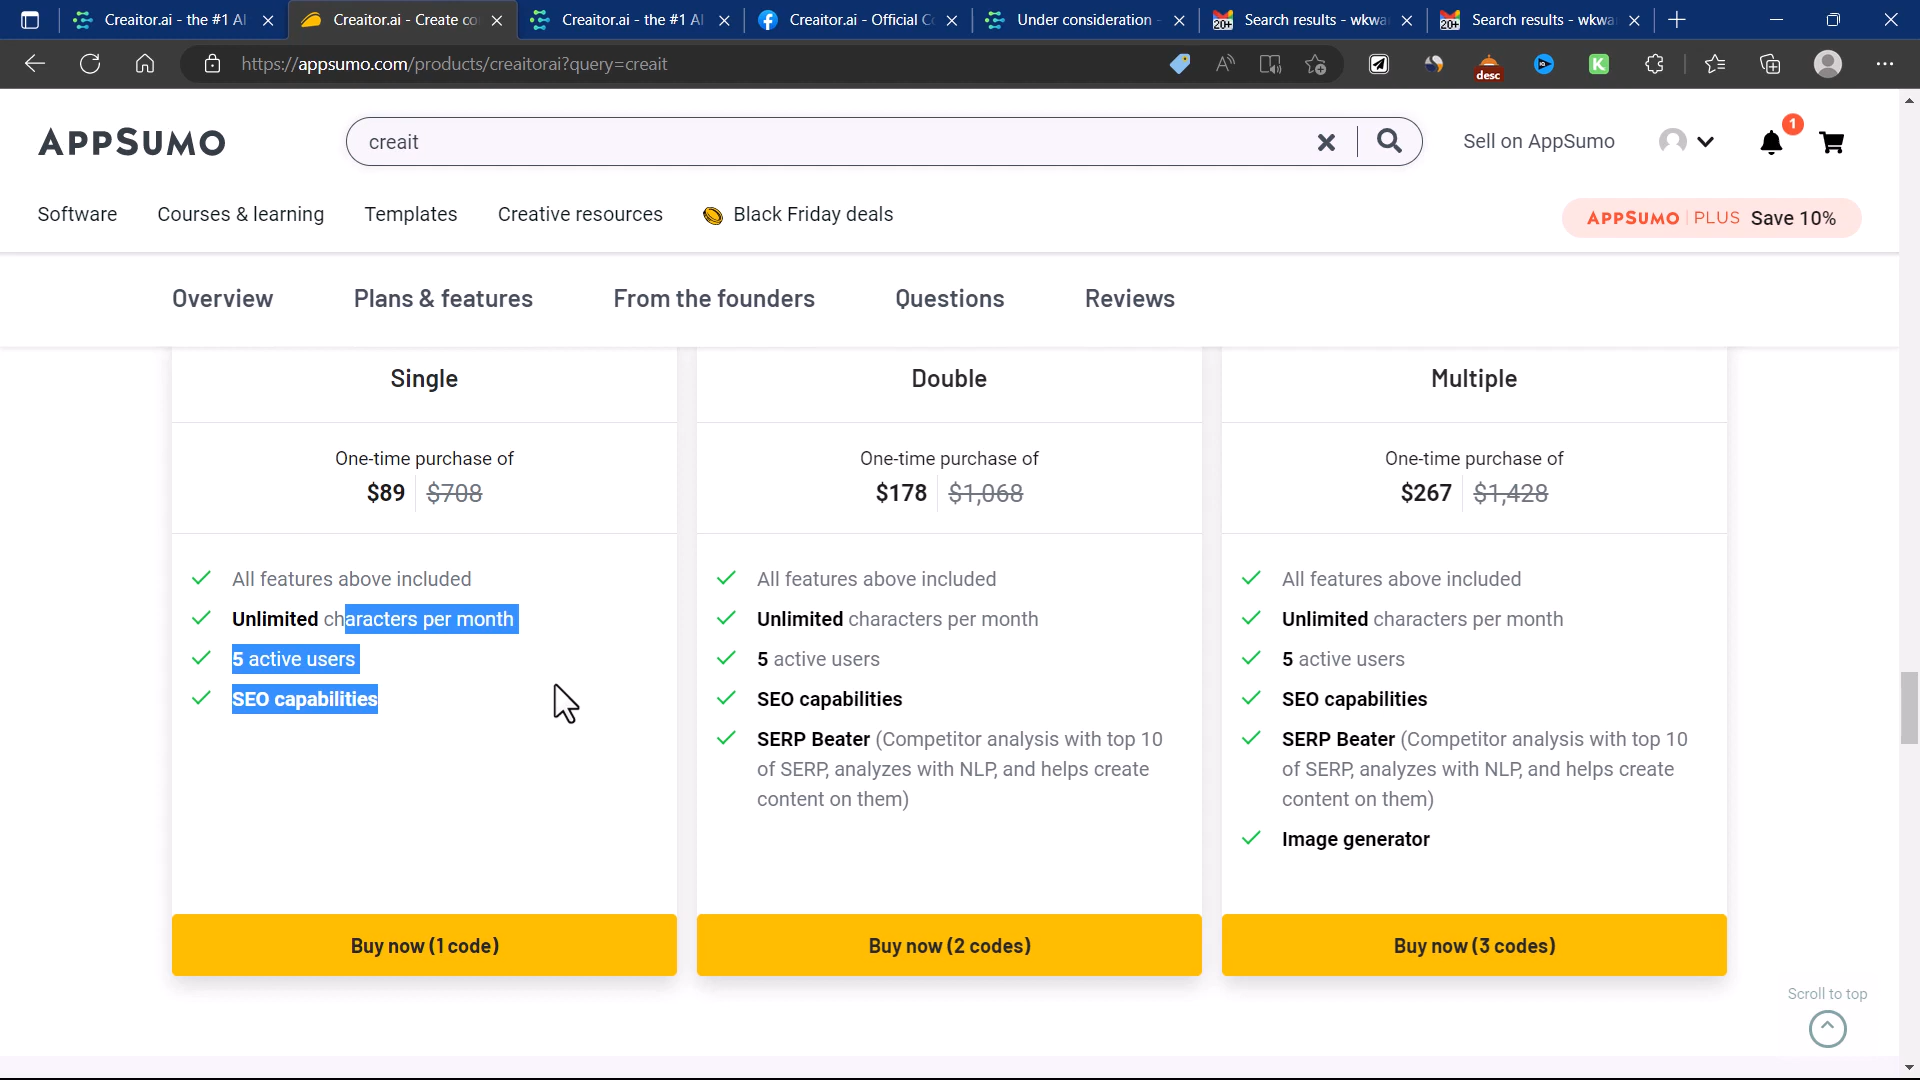 Creaitor.ai - the #1 AI
Creaitor.ai - Create co
Creaitor.ai - the #1 AI
Creaitor.ai - Official C
Under consideration -
20+
Search results - wkwa
20+
Search results - wkwa
https://appsumo.com/products/creaitorai?query=creait
desc
K
APPSUMO
creait
Sell on AppSumo
1
Software
Courses & learning
Templates
Creative resources
Black Friday deals
APPSUMO PLUS Save 10%
Overview
Plans & features
From the founders
Questions
Reviews
Single
One-time purchase of
$89 $708
All features above included
Unlimited characters per month
5 active users
SEO capabilities
Buy now (1 code)
Double
One-time purchase of
$178 $1,068
All features above included
Unlimited characters per month
5 active users
SEO capabilities
SERP Beater (Competitor analysis with top 10
of SERP, analyzes with NLP, and helps create
content on them)
Buy now (2 codes)
Multiple
One-time purchase of
$267 $1,428
All features above included
Unlimited characters per month
5 active users
SEO capabilities
SERP Beater (Competitor analysis with top 10
of SERP, analyzes with NLP, and helps create
content on them)
Image generator
Buy now (3 codes)
Scroll to top